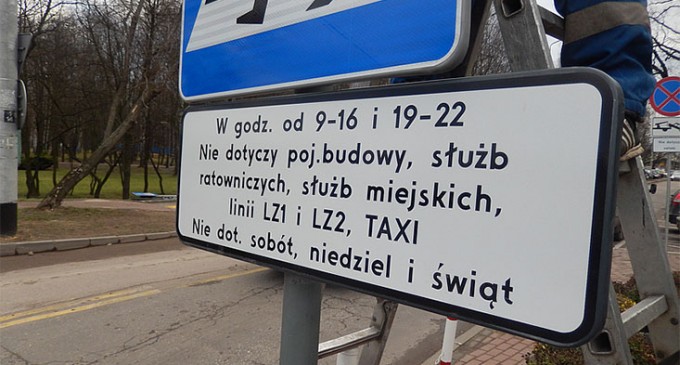 W godz. od 9-16 i 19-22
Nie dotyczy poj.budowy, służb
ratowniczych, służb miejskich,
linii LZ1 i LZ2, TAXI
Nie dot. sobót, niedziel i świąt